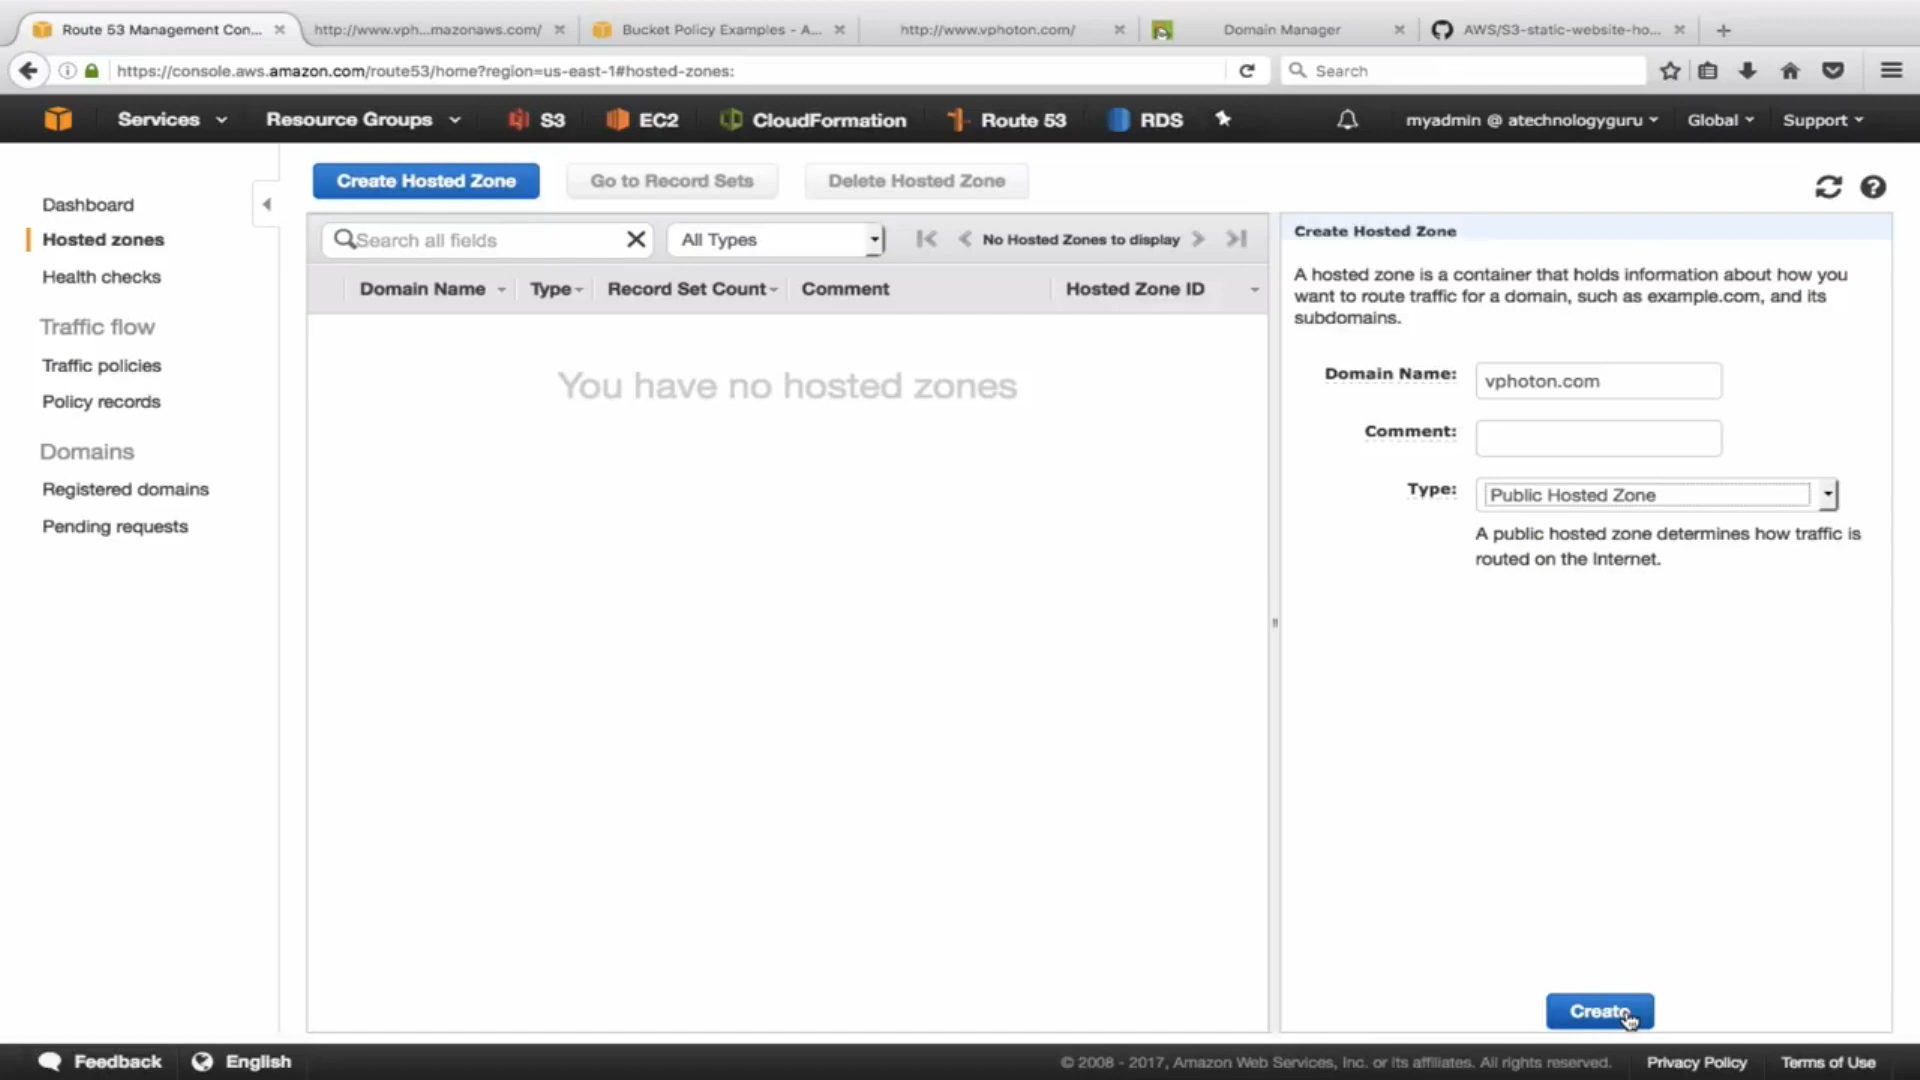 Route 53 Management Con...
http://www.vph...mazonaws.com/
Bucket Policy Examples - A...
http://www.vphoton.com/
Domain Manager
AWS/S3-static-website-ho...
https://console.aws.amazon.com/route53/home?region=us-east-1#hosted-zones:
Search
Services
Resource Groups
S3
EC2
CloudFormation
Route 53
RDS
myadmin @ atechnologyguru
Global
Support
Dashboard
Hosted zones
Health checks
Traffic flow
Traffic policies
Policy records
Domains
Registered domains
Pending requests
Create Hosted Zone
Go to Record Sets
Delete Hosted Zone
Search all fields
All Types
No Hosted Zones to display
Domain Name
Type
Record Set Count
Comment
Hosted Zone ID
You have no hosted zones
Create Hosted Zone
A hosted zone is a container that holds information about how you
want to route traffic for a domain, such as example.com, and its
subdomains.
Domain Name:
vphoton.com
Comment:
Type:
Public Hosted Zone
A public hosted zone determines how traffic is
routed on the Internet.
Create
Feedback
English
© 2008 - 2017, Amazon Web Services, Inc. or its affiliates. All rights reserved.
Privacy Policy
Terms of Use